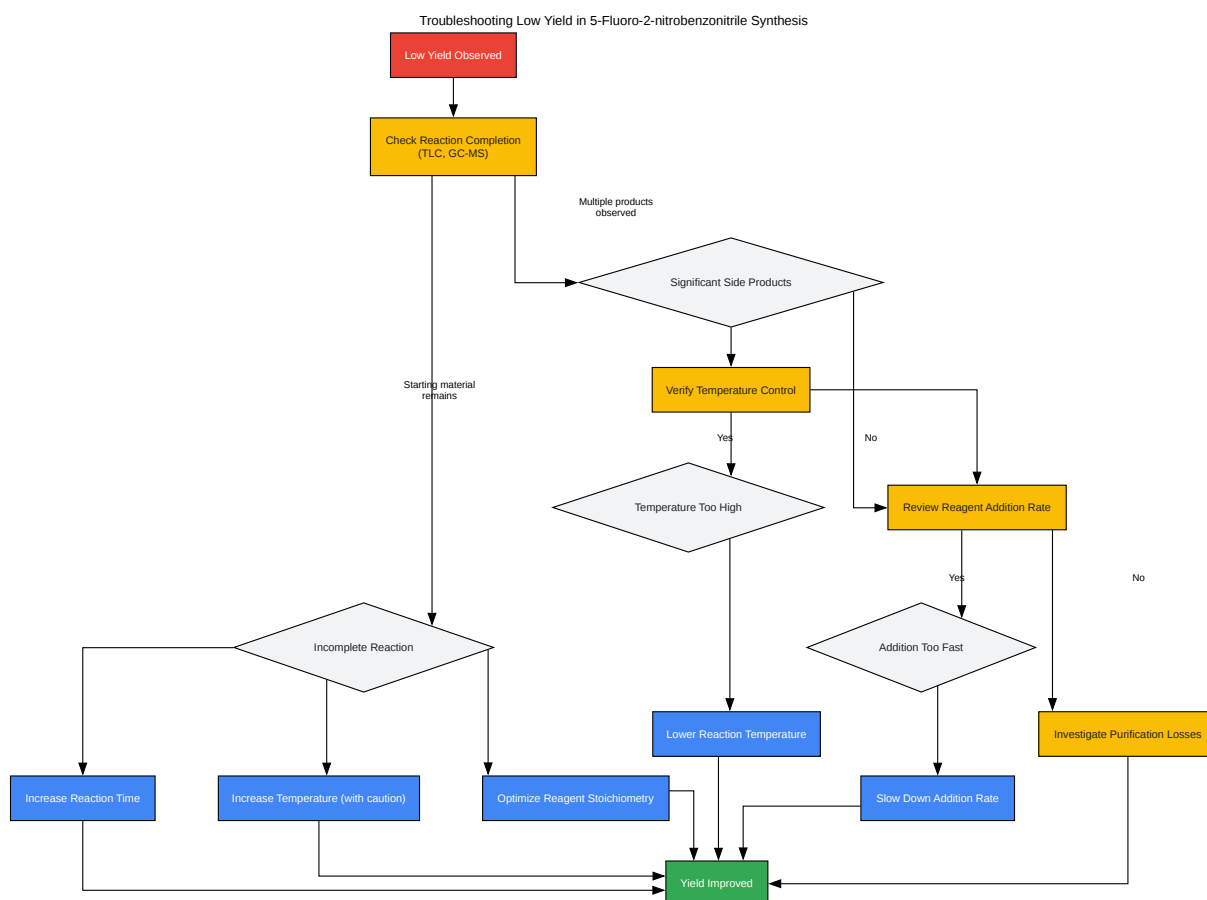 Troubleshooting Low Yield in 5-Fluoro-2-nitrobenzonitrile Synthesis
Low Yield Observed
Check Reaction Completion
(TLC, GC-MS)
Multiple products
observed
Significant Side Products
Starting material
remains
Verify Temperature Control
Yes
No
Temperature Too High
Review Reagent Addition Rate
Yes
No
Incomplete Reaction
Addition Too Fast
Lower Reaction Temperature
Investigate Purification Losses
Increase Reaction Time
Increase Temperature (with caution)
Optimize Reagent Stoichiometry
Slow Down Addition Rate
Yield Improved